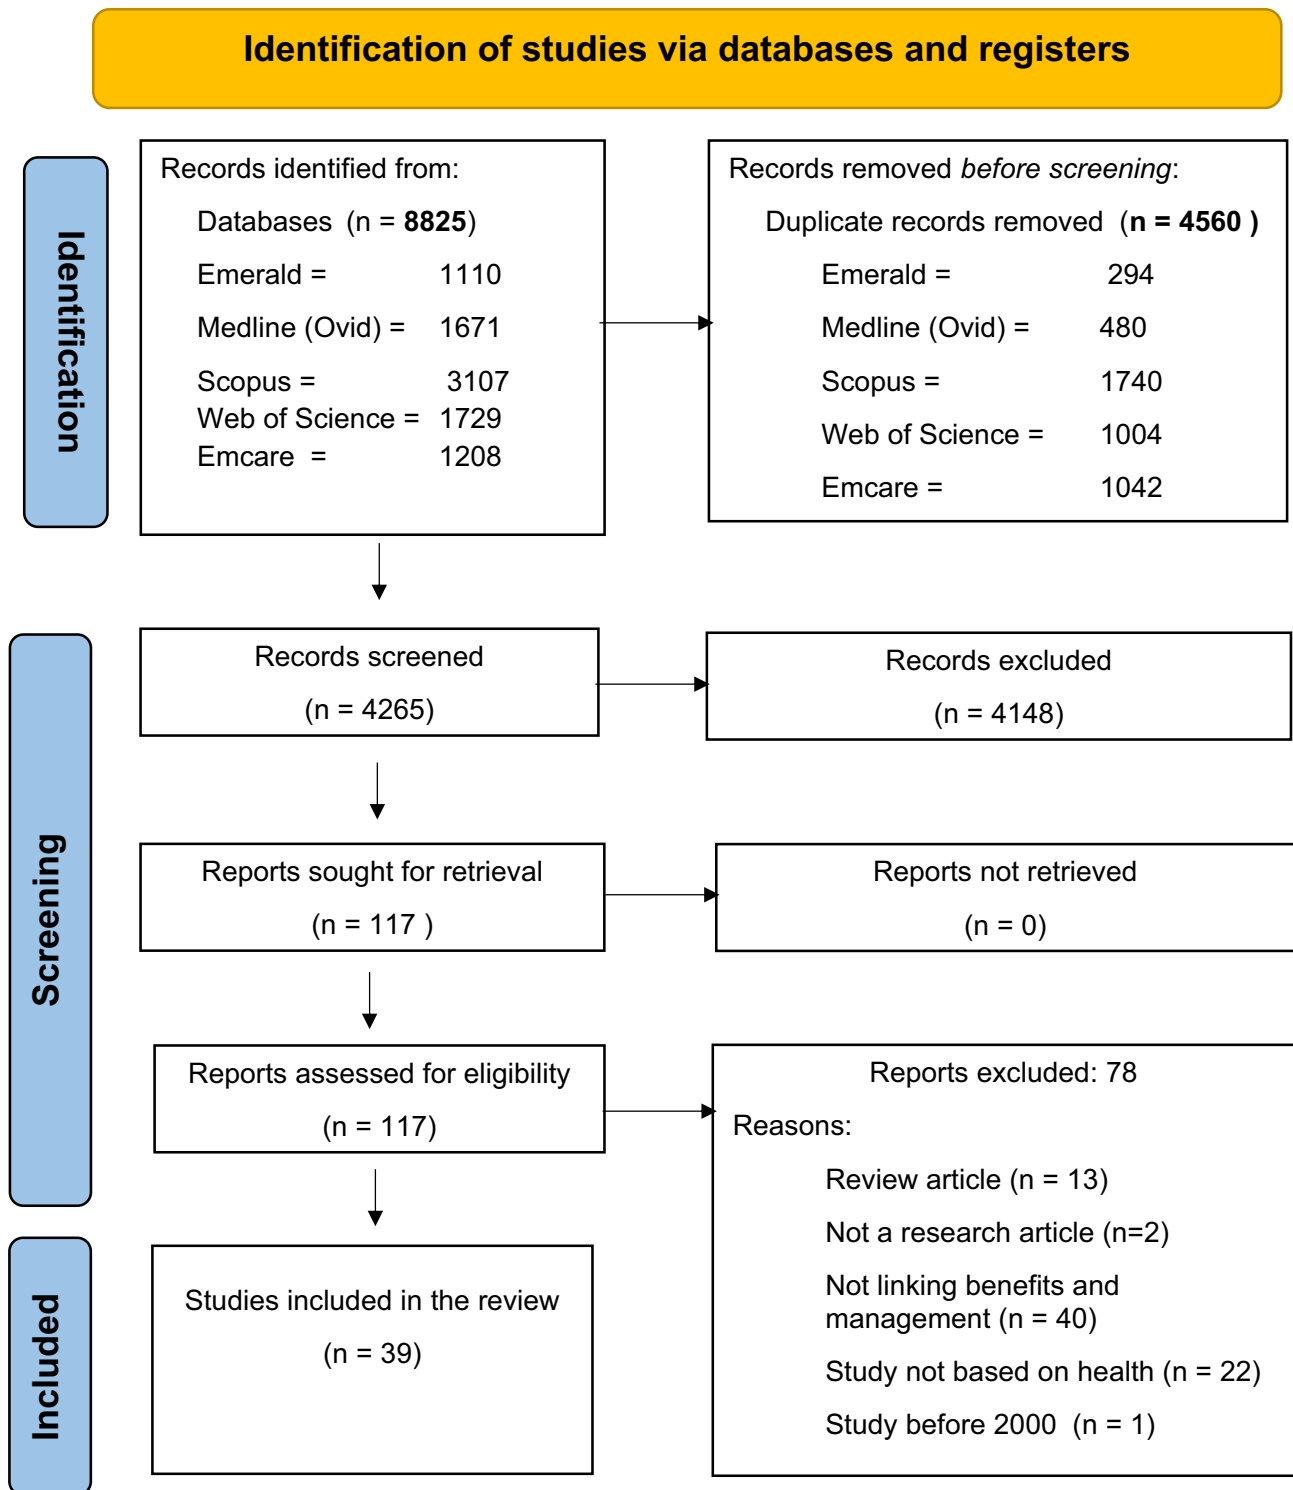 Identification of studies via databases and registers
Identification
Records identified from:
Databases (n = 8825)
Emerald = 1110
Medline (Ovid) = 1671
Scopus = 3107
Web of Science = 1729
Emcare = 1208
Records removed before screening:
Duplicate records removed (n = 4560 )
Emerald = 294
Medline (Ovid) = 480
Scopus = 1740
Web of Science = 1004
Emcare = 1042
Screening
Records screened
(n = 4265)
Records excluded
(n = 4148)
Reports sought for retrieval
(n = 117 )
Reports not retrieved
(n = 0)
Reports assessed for eligibility
(n = 117)
Reports excluded: 78
Reasons:
Review article (n = 13)
Not a research article (n=2)
Not linking benefits and
management (n = 40)
Study not based on health (n = 22)
Study before 2000 (n = 1)
Included
Studies included in the review
(n = 39)